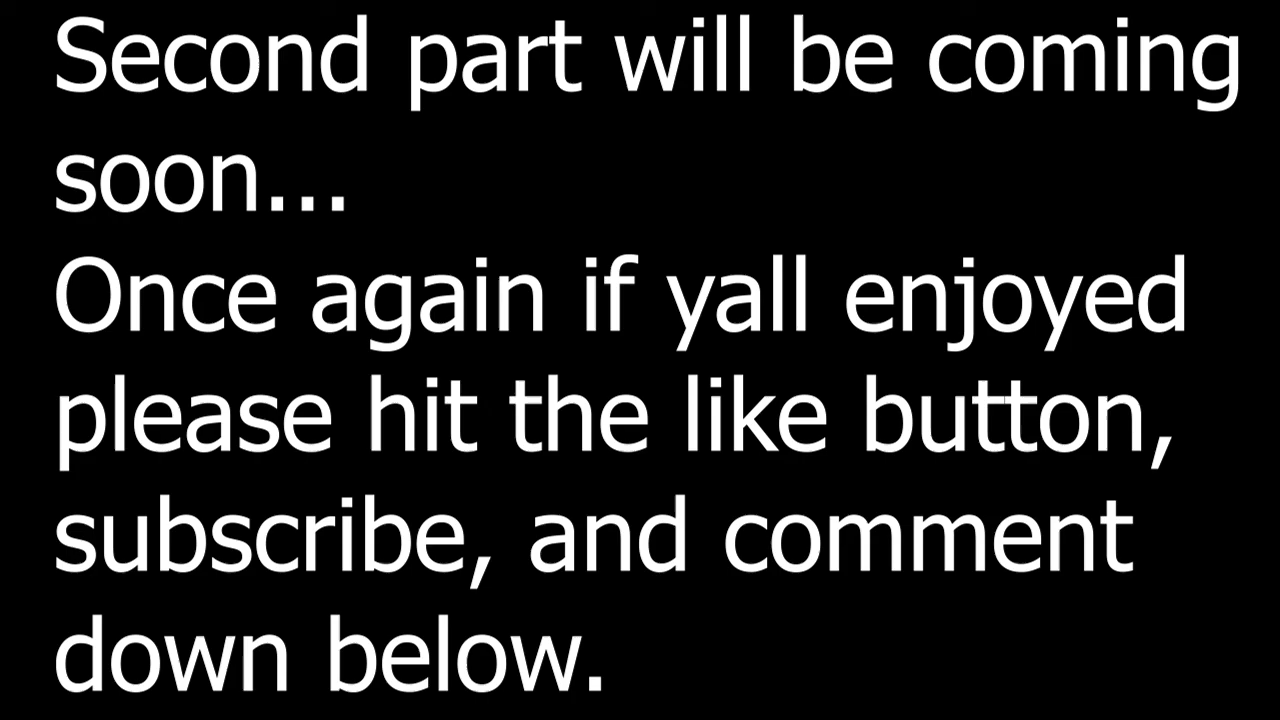 Second part will be coming
soon...
Once again if yall enjoyed
please hit the like button,
subscribe, and comment
down below.